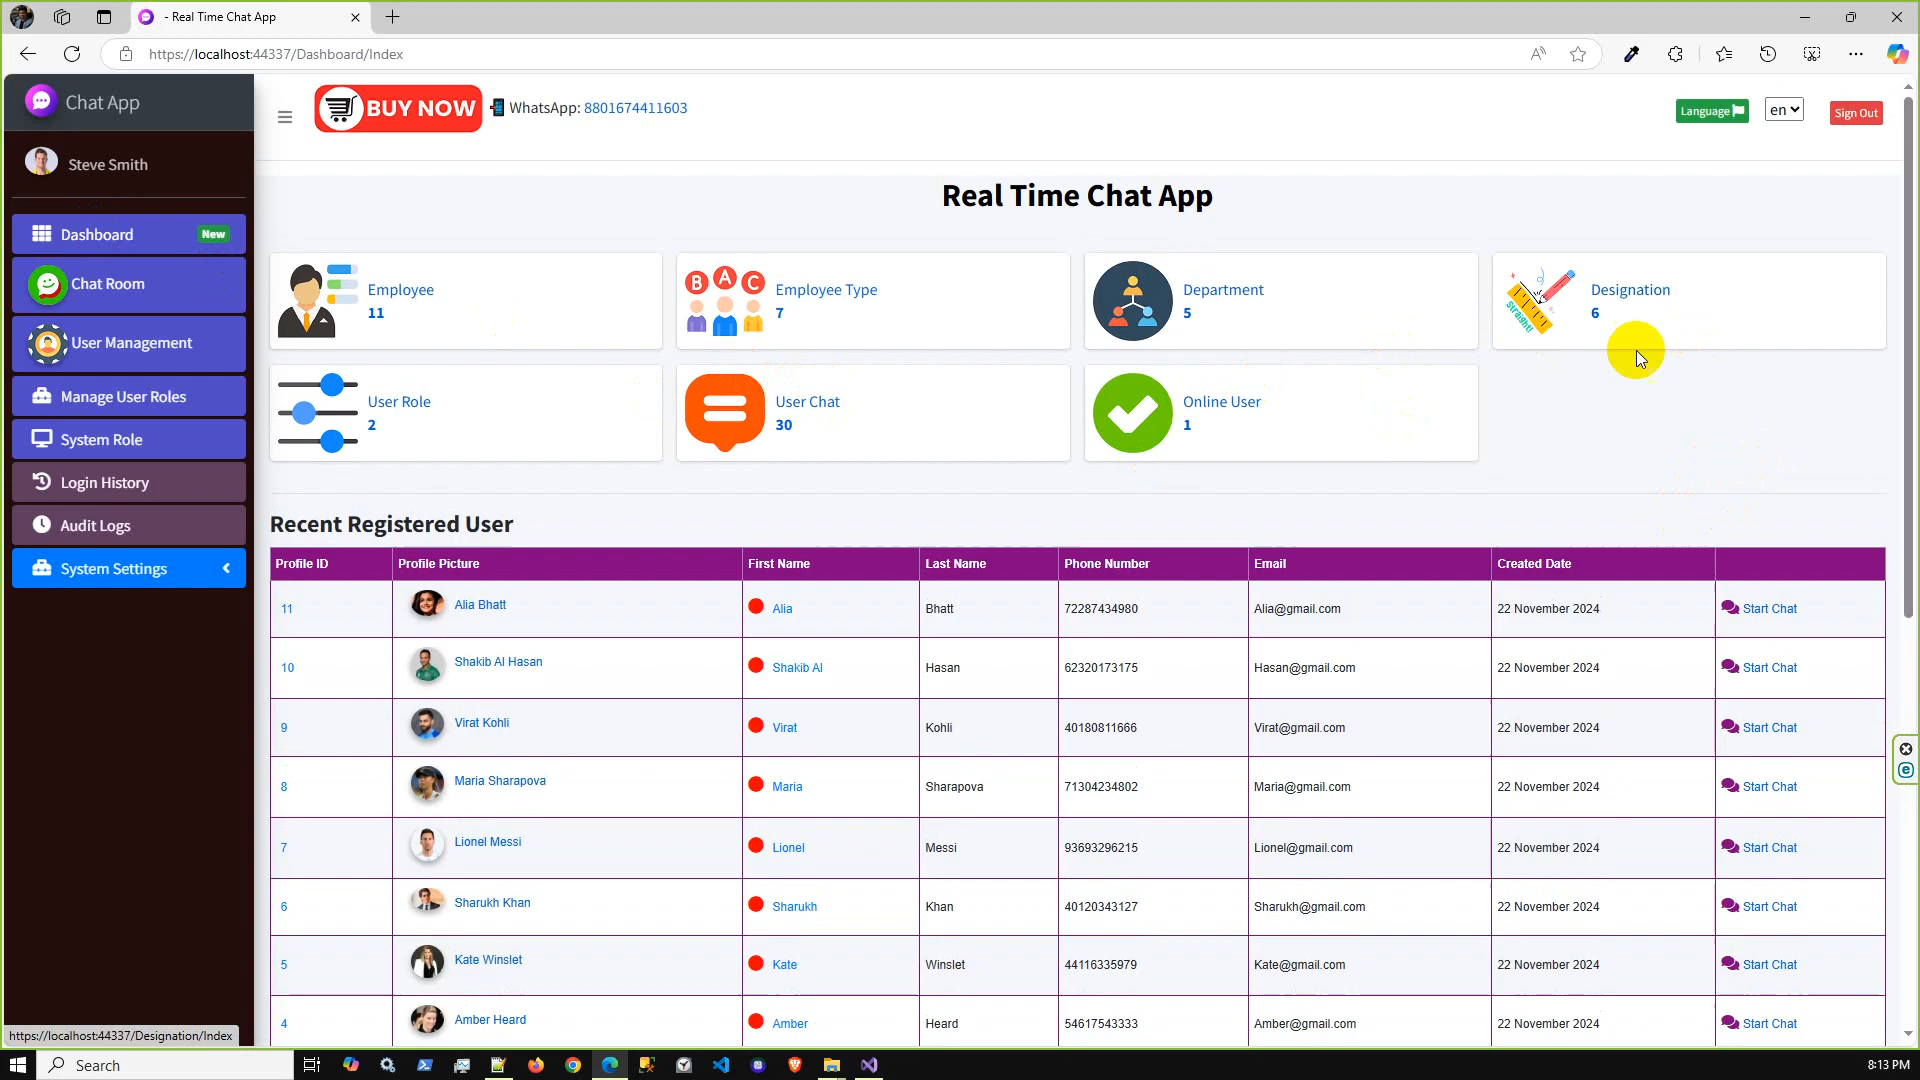 - Real Time Chat App
https://localhost:44337/Dashboard/Index
Chat App
BUY NOW
WhatsApp: 8801674411603
Language
en
Sign Out
Steve Smith
Dashboard New
Chat Room
User Management
Manage User Roles
System Role
Login History
Audit Logs
System Settings
Real Time Chat App
Employee
11
B A C
Employee Type
7
Department
5
Straight!
Designation
6
User Role
2
User Chat
30
Online User
1
Recent Registered User
Profile ID Profile Picture First Name Last Name Phone Number Email Created Date
11 Alia Bhatt Alia Bhatt 72287434980 Alia@gmail.com 22 November 2024 Start Chat
10 Shakib Al Hasan Shakib Al Hasan 62320173175 Hasan@gmail.com 22 November 2024 Start Chat
9 Virat Kohli Virat Kohli 40180811666 Virat@gmail.com 22 November 2024 Start Chat
8 Maria Sharapova Maria Sharapova 71304234802 Maria@gmail.com 22 November 2024 Start Chat
7 Lionel Messi Lionel Messi 93693296215 Lionel@gmail.com 22 November 2024 Start Chat
6 Sharukh Khan Sharukh Khan 40120343127 Sharukh@gmail.com 22 November 2024 Start Chat
5 Kate Winslet Kate Winslet 44116335979 Kate@gmail.com 22 November 2024 Start Chat
4 Amber Heard Amber Heard 54617543333 Amber@gmail.com 22 November 2024 Start Chat
https://localhost:44337/Designation/Index
Search
8:13 PM